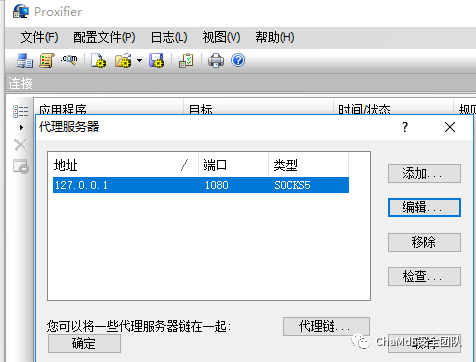 Proxifier
文件(F) 配置文件(P) 日志(L) 视图(V) 帮助(H)
.com
连接
应用程序 目标 时间/状态 规则
代理服务器 ? ×
地址 / 端口 类型
127.0.0.1 1080 SOCKS5
添加...
编辑...
移除
检查...
您可以将一些代理服务器链在一起:
代理链...
确定
取消
ChaMd5安全团队